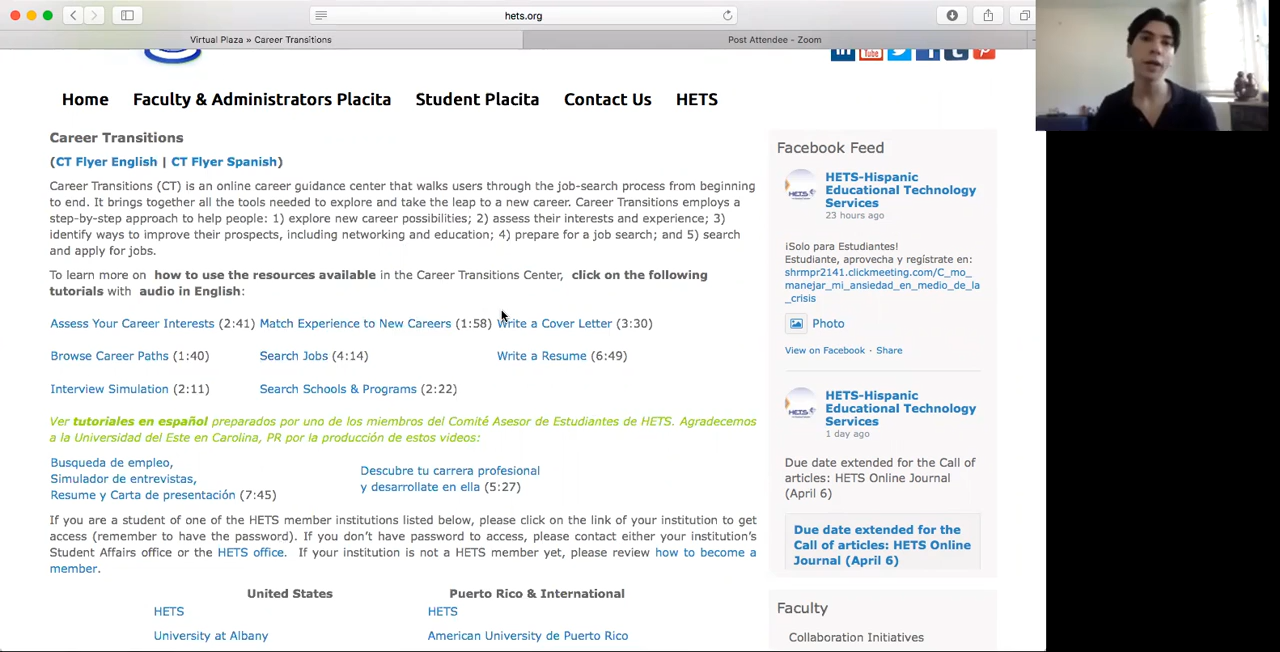 hets.org
Virtual Plaza » Career Transitions
Post Attendee - Zoom
in You Tube f t
Home Faculty & Administrators Placita Student Placita Contact Us HETS
Career Transitions
(CT Flyer English | CT Flyer Spanish)
Career Transitions (CT) is an online career guidance center that walks users through the job-search process from beginning
to end. It brings together all the tools needed to explore and take the leap to a new career. Career Transitions employs a
step-by-step approach to help people: 1) explore new career possibilities; 2) assess their interests and experience; 3)
identify ways to improve their prospects, including networking and education; 4) prepare for a job search; and 5) search
and apply for jobs.
To learn more on how to use the resources available in the Career Transitions Center, click on the following
tutorials with audio in English:
Assess Your Career Interests (2:41) Match Experience to New Careers (1:58) Write a Cover Letter (3:30)
Browse Career Paths (1:40) Search Jobs (4:14) Write a Resume (6:49)
Interview Simulation (2:11) Search Schools & Programs (2:22)
Ver tutoriales en español preparados por uno de los miembros del Comité Asesor de Estudiantes de HETS. Agradecemos
a la Universidad del Este en Carolina, PR por la producción de estos videos:
Busqueda de empleo,
Simulador de entrevistas,
Resume y Carta de presentación (7:45)
Descubre tu carrera profesional
y desarrollate en ella (5:27)
If you are a student of one of the HETS member institutions listed below, please click on the link of your institution to get
access (remember to have the password). If you don't have password to access, please contact either your institution's
Student Affairs office or the HETS office. If your institution is not a HETS member yet, please review how to become a
member.
United States Puerto Rico & International
HETS HETS
University at Albany American University de Puerto Rico
Facebook Feed
HETS-Hispanic
Educational Technology
Services
23 hours ago
¡Solo para Estudiantes!
Estudiante, aprovecha y regístrate en:
shrmpr2141.clickmeeting.com/C_mo_
manejar_mi_ansiedad_en_medio_de_la
_crisis
Photo
View on Facebook · Share
HETS-Hispanic
Educational Technology
Services
1 day ago
Due date extended for the Call of
articles: HETS Online Journal
(April 6)
Due date extended for the
Call of articles: HETS Online
Journal (April 6)
Faculty
Collaboration Initiatives